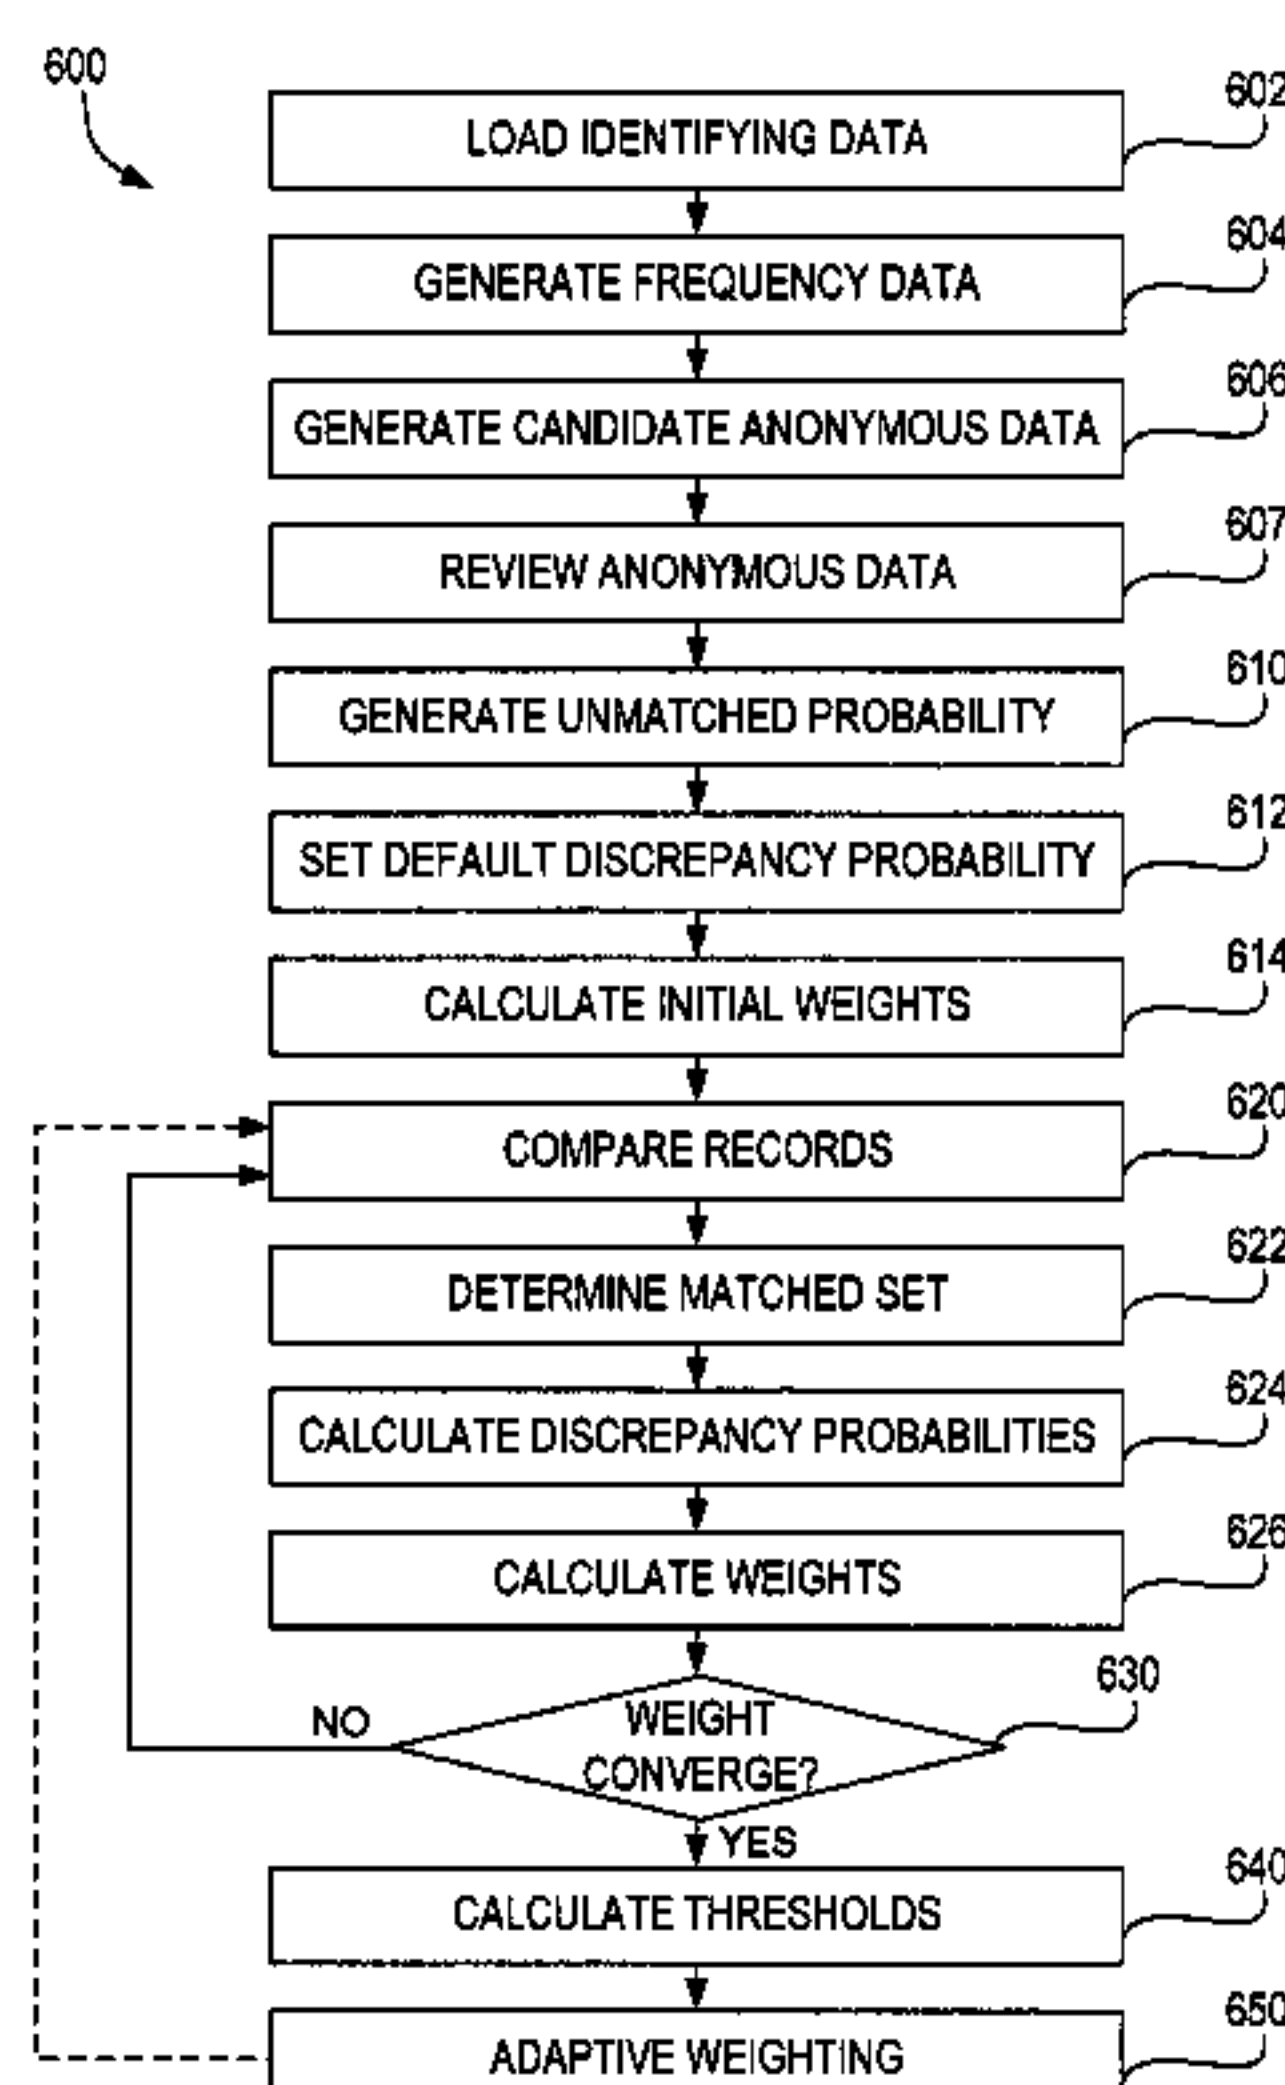 600
LOAD IDENTIFYING DATA
602
GENERATE FREQUENCY DATA
604
GENERATE CANDIDATE ANONYMOUS DATA
606
REVIEW ANONYMOUS DATA
607
GENERATE UNMATCHED PROBABILITY
610
SET DEFAULT DISCREPANCY PROBABILITY
612
CALCULATE INITIAL WEIGHTS
614
COMPARE RECORDS
620
DETERMINE MATCHED SET
622
CALCULATE DISCREPANCY PROBABILITIES
624
CALCULATE WEIGHTS
626
WEIGHT
CONVERGE?
630
NO
YES
CALCULATE THRESHOLDS
640
ADAPTIVE WEIGHTING
650